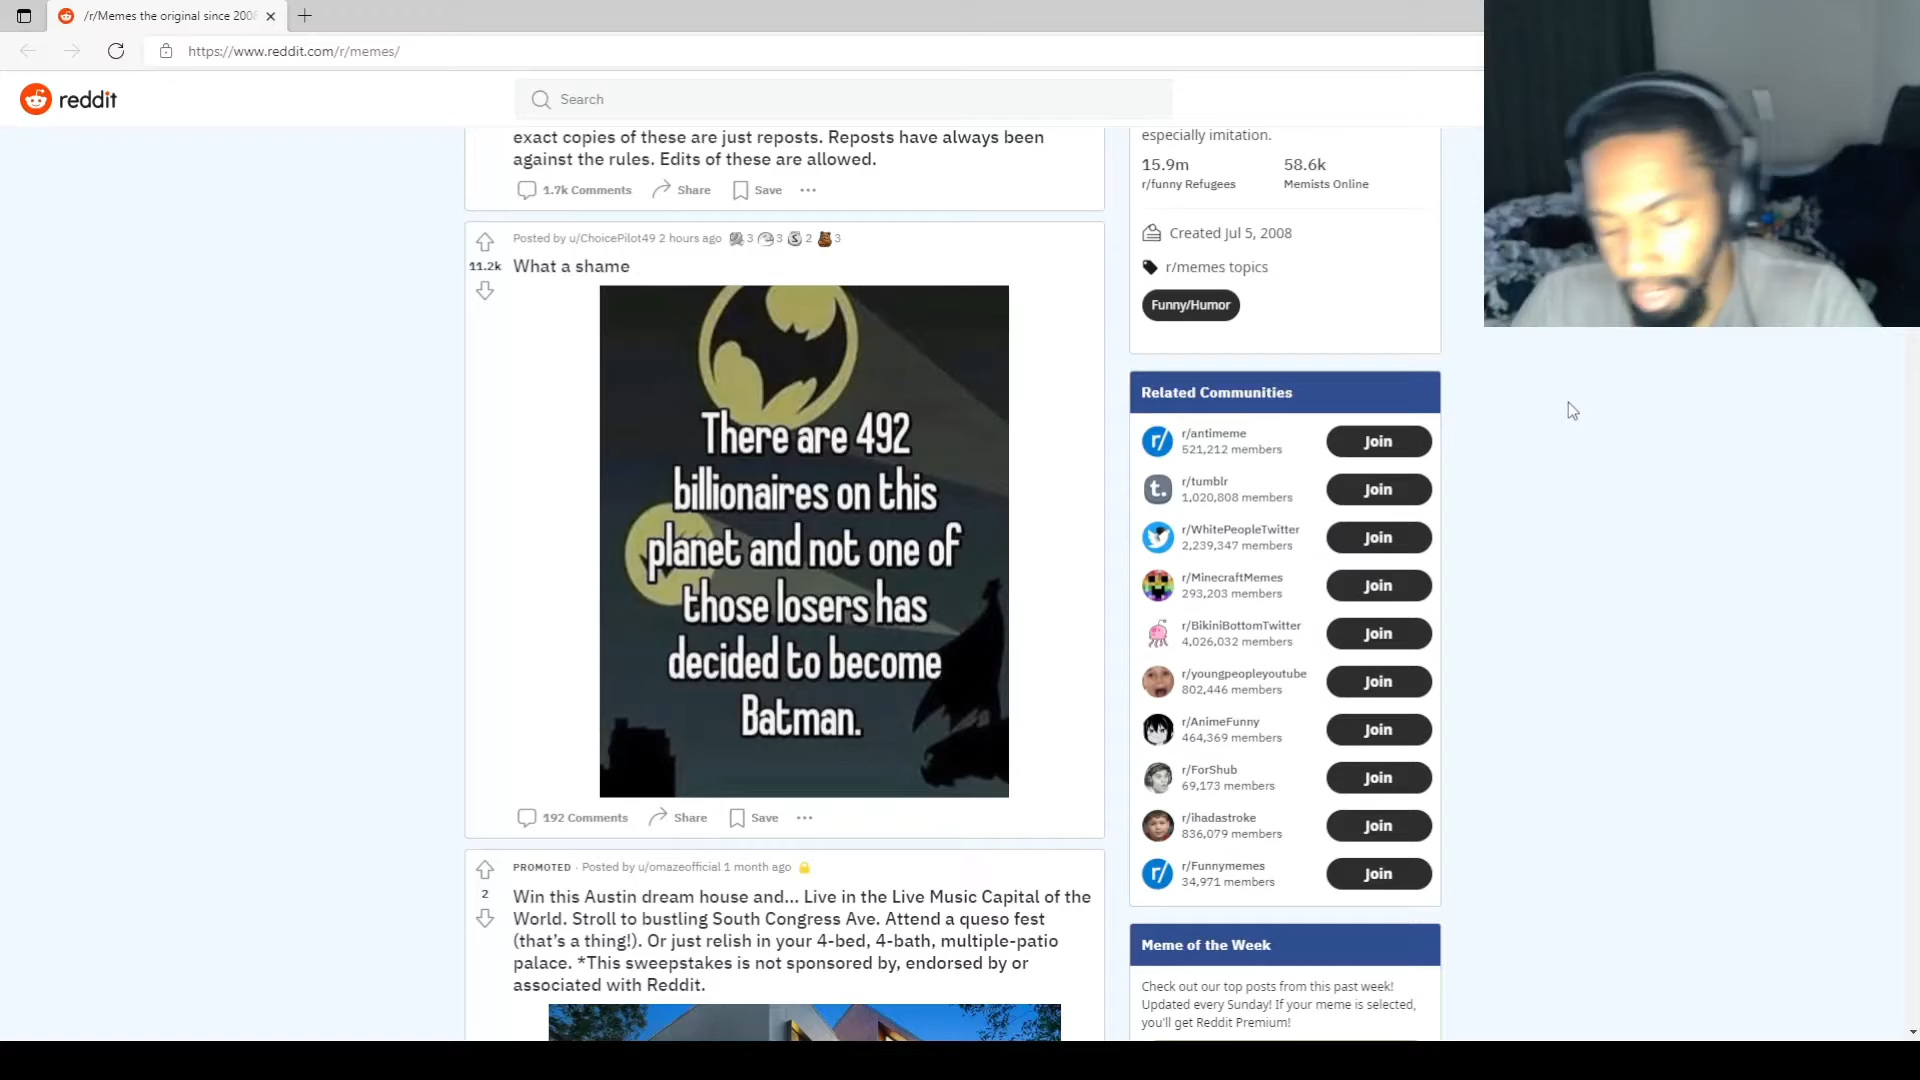 /r/Memes the original since 2008
https://www.reddit.com/r/memes/
reddit
Search
exact copies of these are just reposts. Reposts have always been
against the rules. Edits of these are allowed.
1.7k Comments Share Save
Posted by u/ChoicePilot49 2 hours ago 3 3 2 3
11.2k What a shame
There are 492
billionaires on this
planet and not one of
those losers has
decided to become
Batman.
192 Comments Share Save
PROMOTED · Posted by u/omazeofficial 1 month ago
2
Win this Austin dream house and... Live in the Live Music Capital of the
World. Stroll to bustling South Congress Ave. Attend a queso fest
(that's a thing!). Or just relish in your 4-bed, 4-bath, multiple-patio
palace. *This sweepstakes is not sponsored by, endorsed by or
associated with Reddit.
especially imitation.
15.9m 58.6k
r/funny Refugees Memists Online
Created Jul 5, 2008
r/memes topics
Funny/Humor
Related Communities
r/antimeme
521,212 members
Join
r/tumblr
1,020,808 members
Join
r/WhitePeopleTwitter
2,239,347 members
Join
r/MinecraftMemes
293,203 members
Join
r/BikiniBottomTwitter
4,026,032 members
Join
r/youngpeopleyoutube
802,446 members
Join
r/AnimeFunny
464,369 members
Join
r/ForShub
69,173 members
Join
r/ihadastroke
836,079 members
Join
r/Funnymemes
34,971 members
Join
Meme of the Week
Check out our top posts from this past week!
Updated every Sunday! If your meme is selected,
you'll get Reddit Premium!